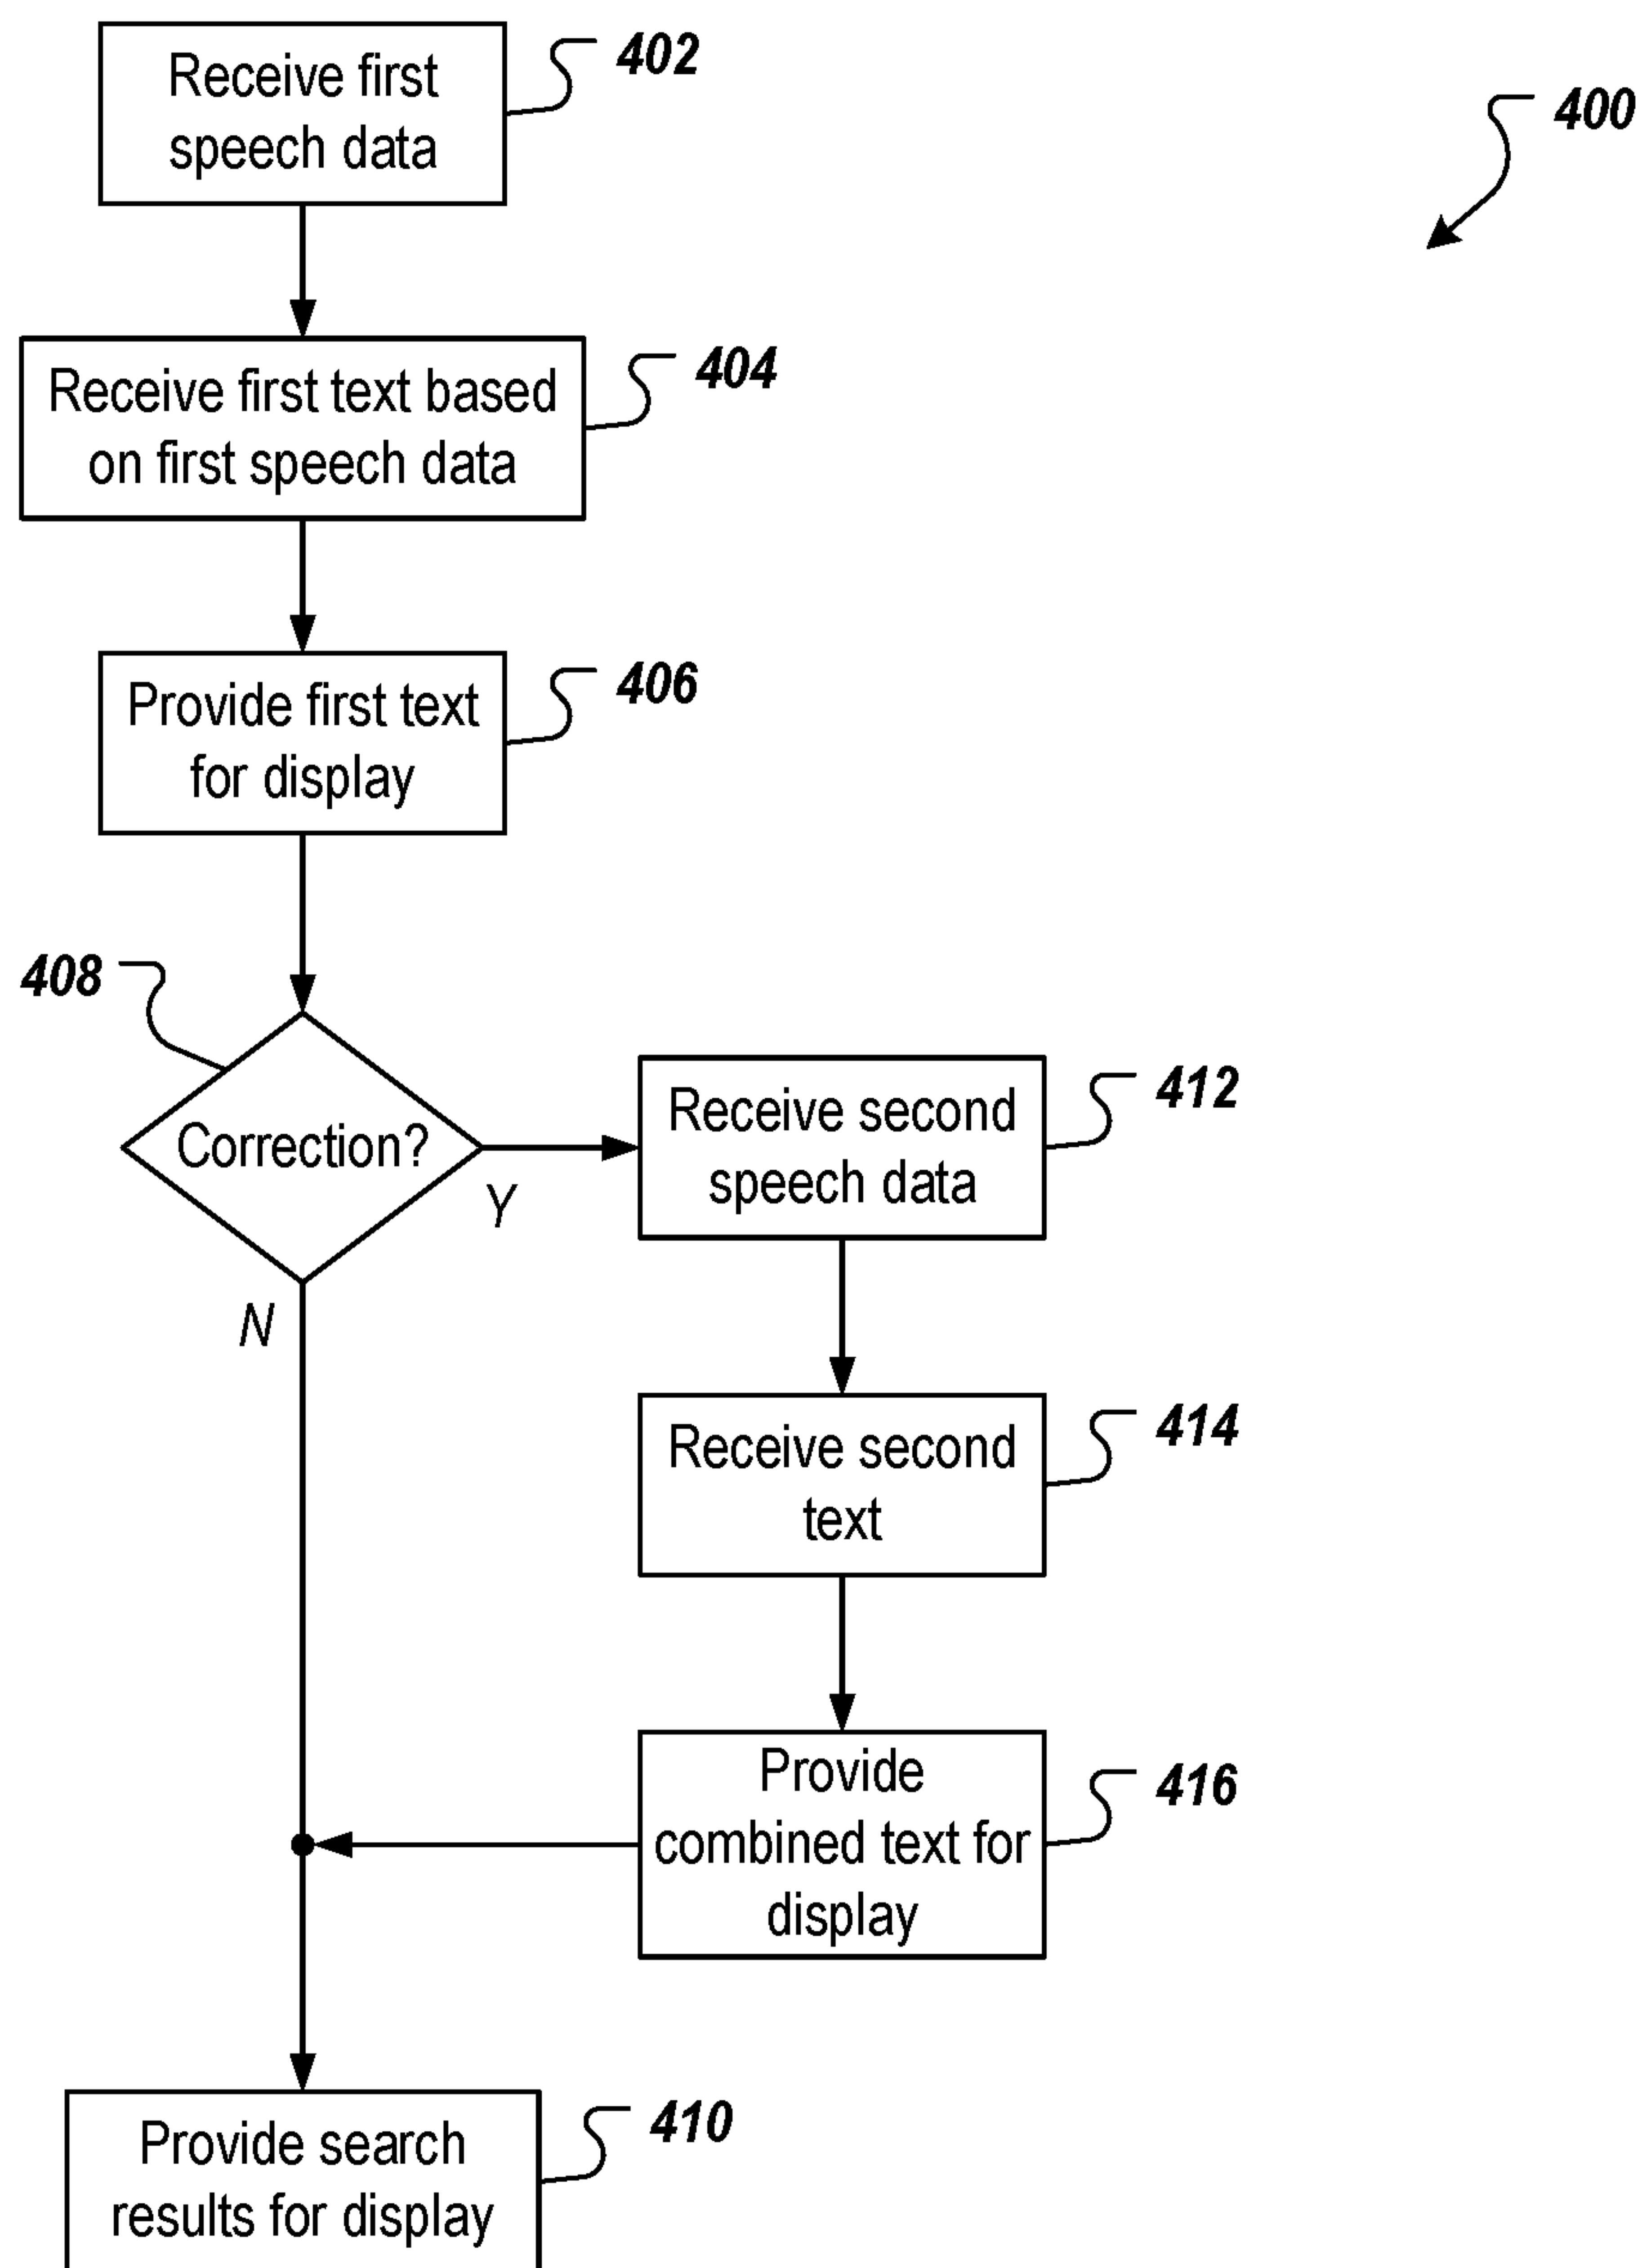 Receive first
speech data
402
400
Receive first text based
on first speech data
404
Provide first text
for display
406
408
Correction?
Y
N
Receive second
speech data
412
Receive second
text
414
Provide
combined text for
display
416
Provide search
results for display
410